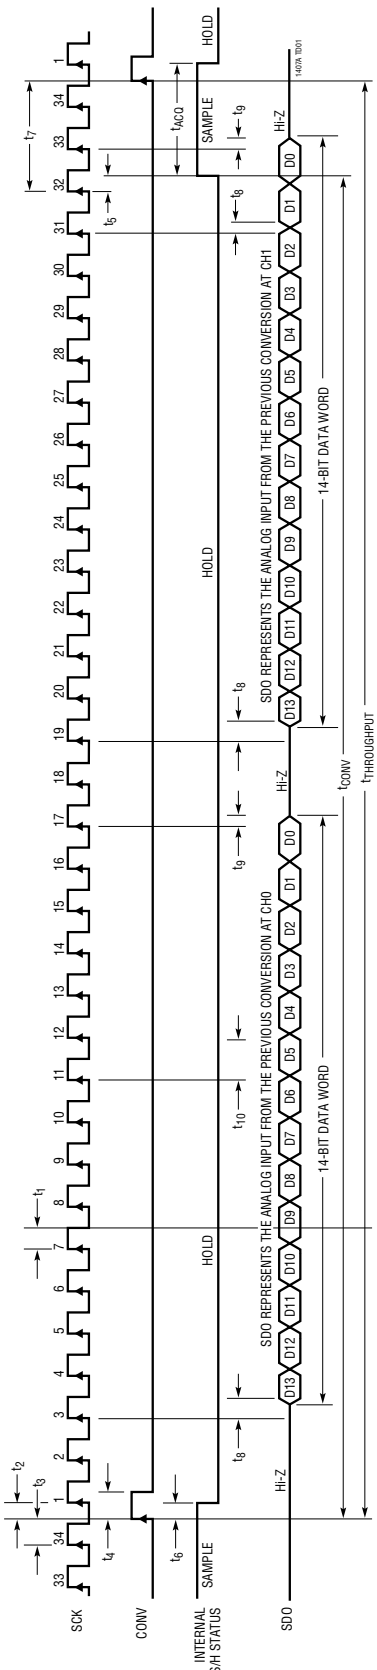 t2
t3
t1
t7
33
34
1
2
3
4
5
6
7
8
9
10
11
12
13
14
15
16
17
18
19
20
21
22
23
24
25
26
27
28
29
30
31
32
33
34
1
SCK
t4
t5
CONV
t6
tACQ
INTERNAL
S/H STATUS
SAMPLE
HOLD
HOLD
SAMPLE
HOLD
t8
t10
t9
t8
t8
t9
SDO REPRESENTS THE ANALOG INPUT FROM THE PREVIOUS CONVERSION AT CH0
SDO REPRESENTS THE ANALOG INPUT FROM THE PREVIOUS CONVERSION AT CH1
SDO
Hi-Z
D13
D12
D11
D10
D9
D8
D7
D6
D5
D4
D3
D2
D1
D0
Hi-Z
D13
D12
D11
D10
D9
D8
D7
D6
D5
D4
D3
D2
D1
D0
Hi-Z
1407A TD01
14-BIT DATA WORD
14-BIT DATA WORD
tCONV
tTHROUGHPUT